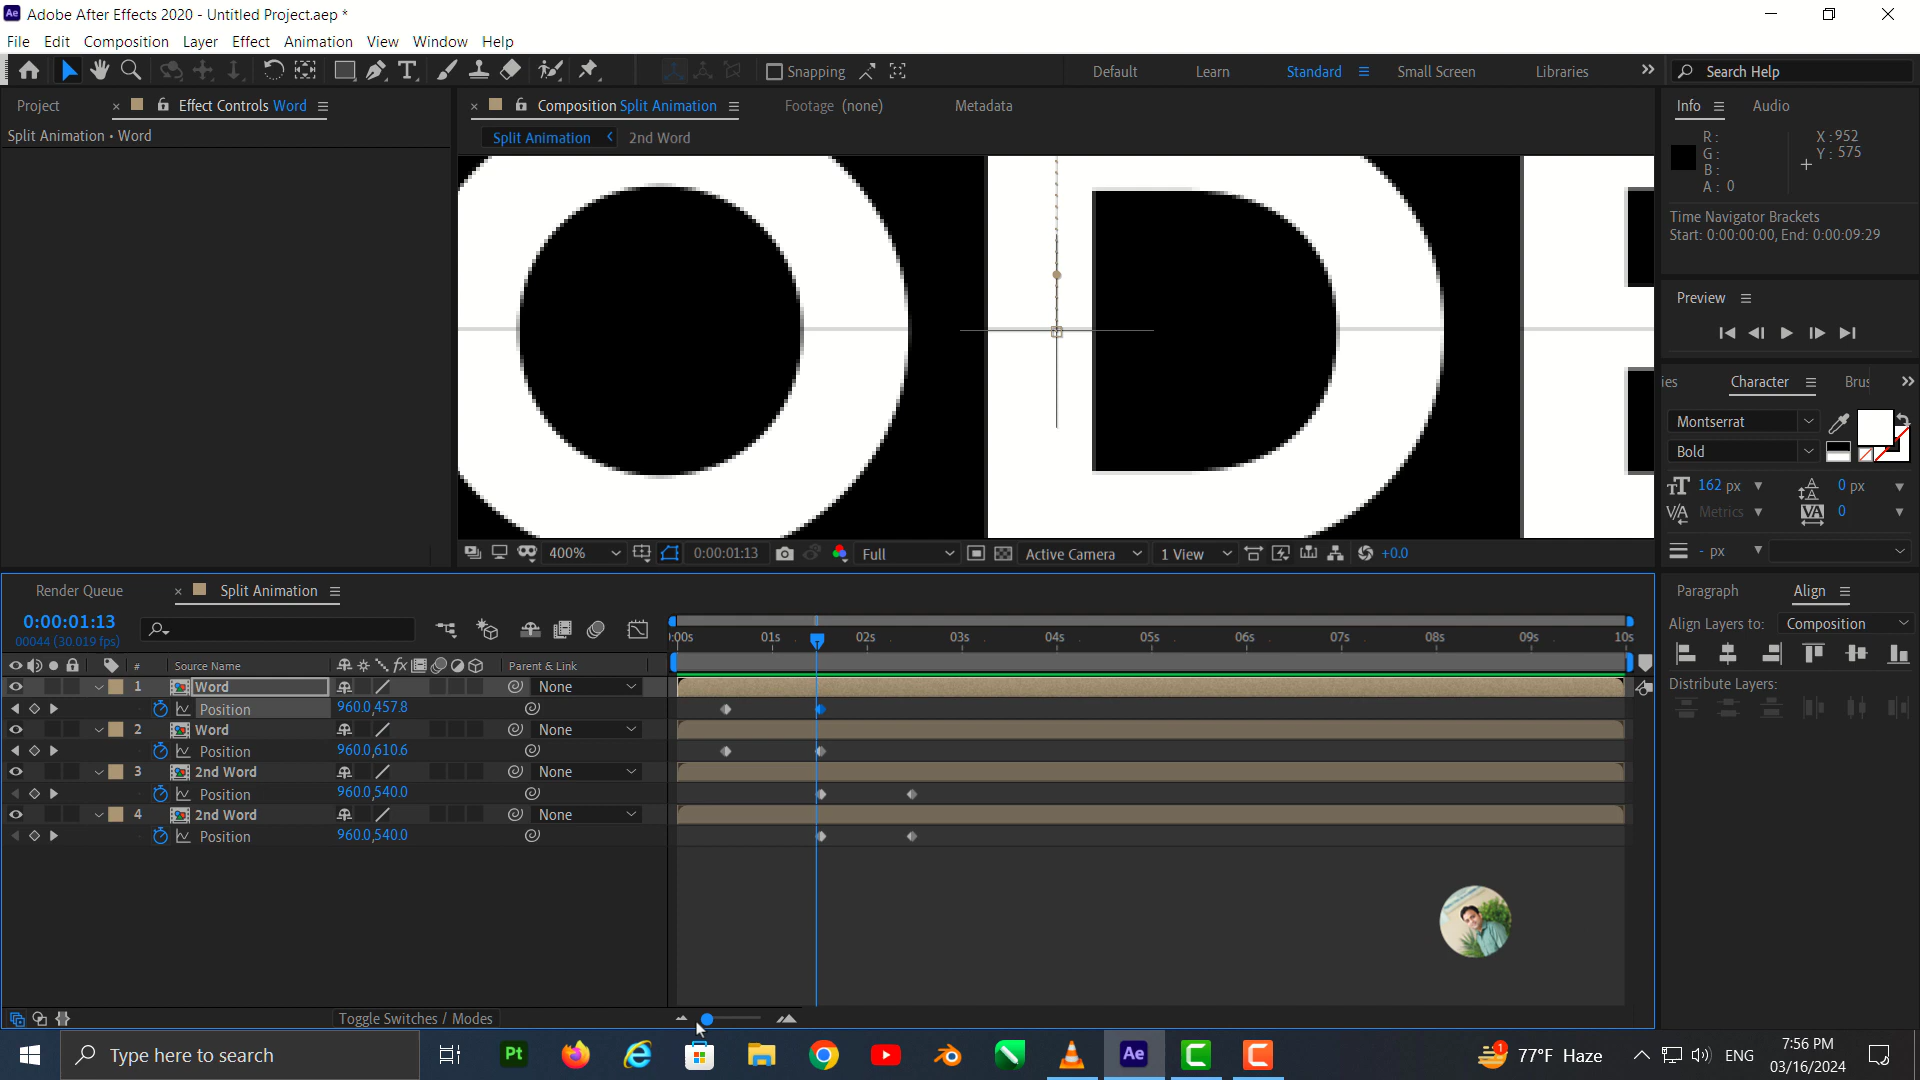 Adobe After Effects 2020 - Untitled Project.aep *
File Edit Composition Layer Effect Animation View Window Help
Snapping Default Learn Standard Small Screen Libraries Search Help
Project Effect Controls Word Composition Split Animation Footage (none) Metadata Info Audio
Split Animation • Word
Split Animation 2nd Word
R : X : 952
G : Y : 575
B :
A : 0
Time Navigator Brackets
Start: 0:00:00:00, End: 0:00:09:29
Preview
ies Character Brus
Montserrat
Bold
162 px 0 px
Metrics 0
- px
400% 0:00:01:13 Full Active Camera 1 View +0.0
O D
Render Queue Split Animation
0:00:01:13
00044 (30.019 fps)
:00s 01s 02s 03s 04s 05s 06s 07s 08s 09s 10s
# Source Name Parent & Link
1 Word None
Position 960.0,457.8
2 Word None
Position 960.0,610.6
3 2nd Word None
Position 960.0,540.0
4 2nd Word None
Position 960.0,540.0
Toggle Switches / Modes
Paragraph Align
Align Layers to: Composition
Distribute Layers:
Type here to search
Pt
Ae
1
77°F Haze
ENG
7:56 PM
03/16/2024